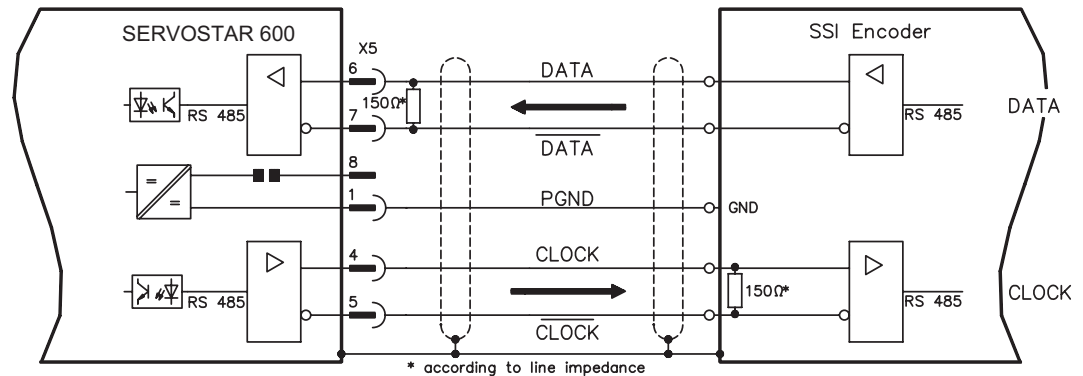 SERVOSTAR 600
SSI Encoder
X5
6
DATA
150Ω*
RS 485
RS 485
DATA
7
DATA
8
=
=
1
PGND
GND
4
CLOCK
RS 485
150Ω*
RS 485
CLOCK
5
CLOCK
* according to line impedance